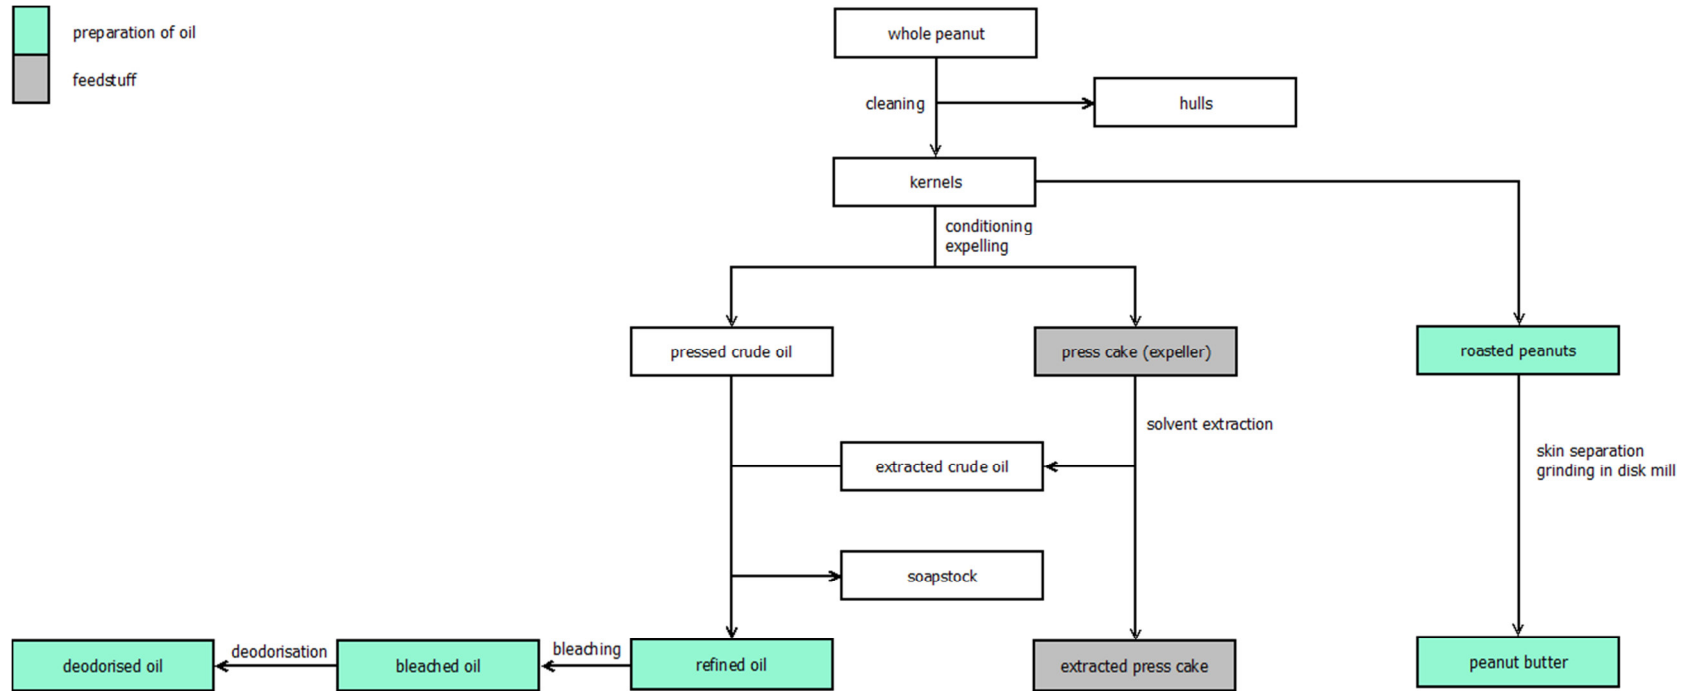 preparation of oil
feedstuff
whole peanut
cleaning
hulls
kernels
conditioning
expelling
pressed crude oil
press cake (expeller)
roasted peanuts
solvent extraction
extracted crude oil
skin separation
grinding in disk mill
soapstock
deodorised oil
deodorisation
bleached oil
bleaching
refined oil
extracted press cake
peanut butter